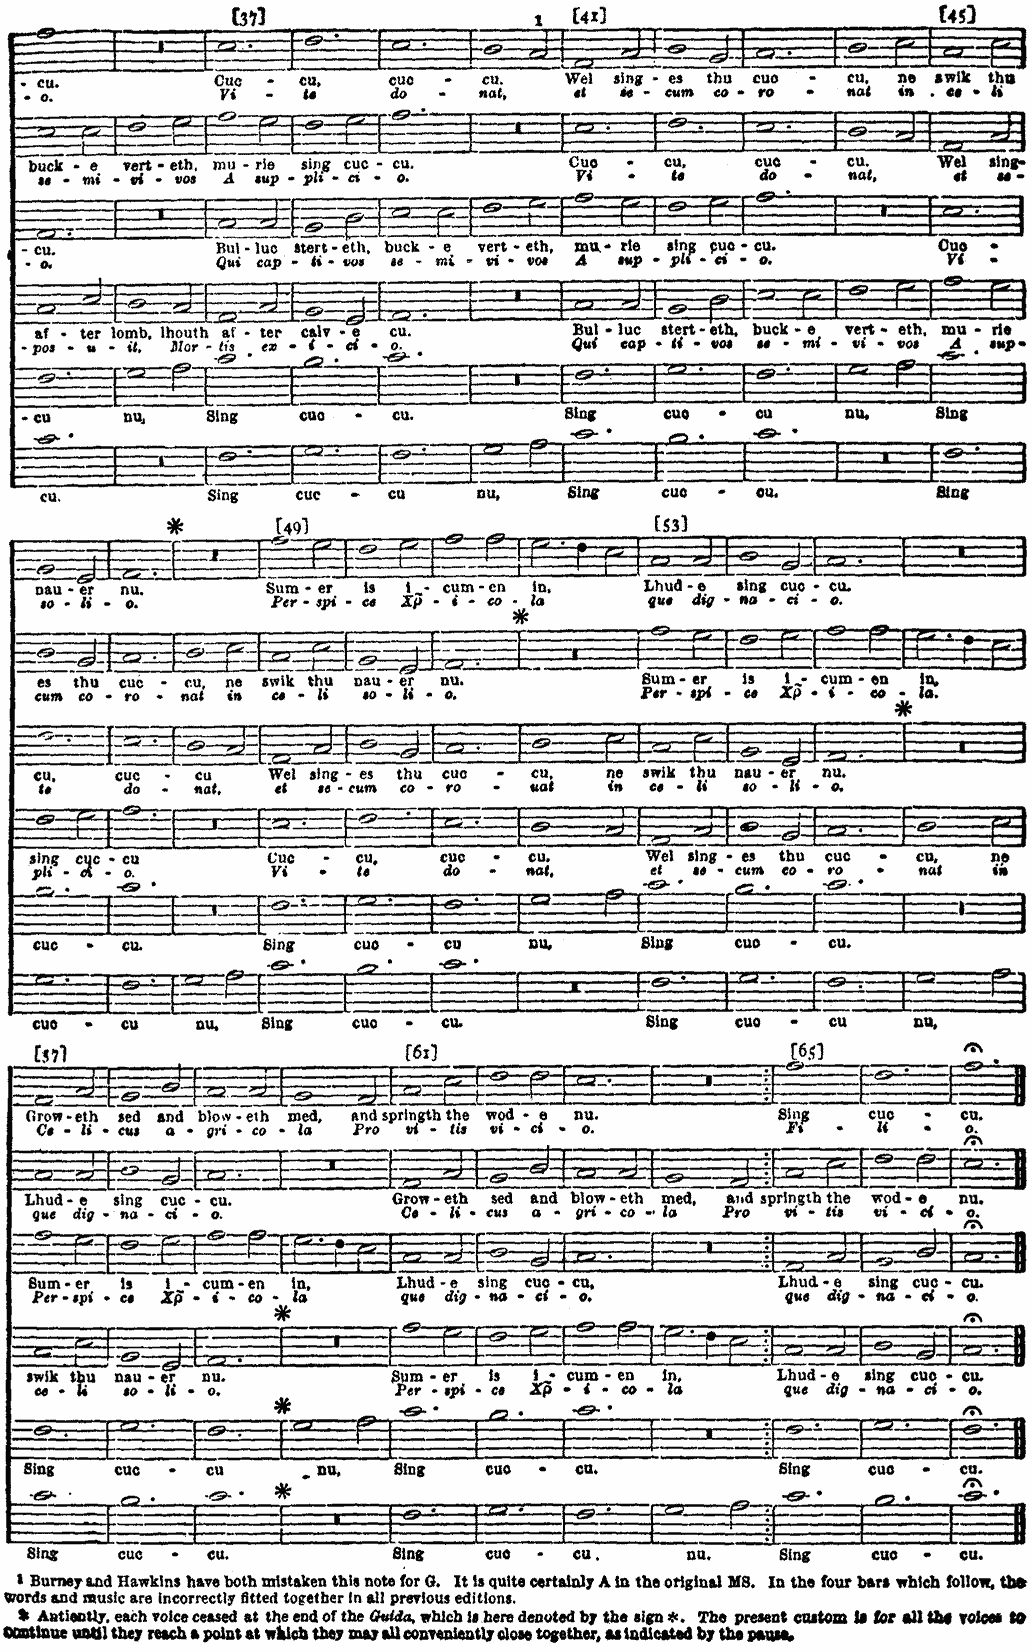 [37] 1 [41] [45]
- cu. Cuc - cu, cuc - cu. Wel sing - es thu cuc - cu, ne swik thu
- o. Vi - te do - nat, et se - cum co - ro - nat in . ce - li
buck - e vert - eth, mu - rie sing cuc - cu. Cuc - cu, cuc - cu. Wel sing-
se - mi - vi - vos A sup - pli - ci - o. Vi - te do - nat, et se-
- cu. Bul - luc stert - eth, buck - e vert - eth, mu - rie sing cuc - cu. Cuc -
- o. Qui cap - ti - vos se - mi - vi - vos A sup - pli - ci - o. Vi -
af - ter lomb, lhouth af - ter calv - e cu. Bul - luc stert - eth, buck - e vert - eth, mu - rie
- pos - u - it, Mor - tis ex - i - ci - o. Qui cap - ti - vos se - mi - vi - vos A sup -
- cu nu, Sing cuc - cu. Sing cuc - cu nu, Sing
cu. Sing cuc - cu nu, Sing cuc - cu. Sing
* [49] [53]
nau - er nu. Sum - er is i - cum - en in, Lhud - e sing cuc - cu.
so - li - o. Per - spi - ce Xp̃ - i - co - la que dig - na - ci - o.
*
es thu cuc - cu, ne swik thu nau - er nu. Sum - er is i - cum - en in,
cum co - ro - nat in ce - li so - li - o. Per - spi - ce Xp̃ - i - co - la.
*
cu, cuc - cu Wel sing - es thu cuc - cu, ne swik thu nau - er nu.
te do - nat, et se - cum co - ro - uat in ce - li so - li - o.
sing cuc - cu Cuc - cu, cuc - cu. Wel sing - es thu cuc - cu, ne
pli - ci - o. Vi - te do - nat, et se - cum co - ro - nat in
cuc - cu. Sing cuc - cu nu, Sing cuc - cu.
cuc - cu nu, Sing cuc - cu. Sing cuc - cu nu,
[57] [61] [65]
Grow - eth sed and blow - eth med, and springth the wod - e nu. Sing cuc - cu.
Ce - li - cus a - gri - co - la Pro vi - tis vi - ci - o. Fi - li - o.
Lhud - e sing cuc - cu. Grow - eth sed and blow - eth med, and springth the wod - e nu.
que dig - na - ci - o. Ce - li - cus a - gri - co - la Pro vi - tis vi - ci - o.
Sum - er is i - cum - en in, Lhud - e sing cuc - cu, Lhud - e sing cuc - cu.
Per - spi - ce Xp̃ - i - co - la que dig - na - ci - o. que dig - na - ci - o.
*
swik thu nau - er nu. Sum - er is i - cum - en in, Lhud - e sing cuc - cu.
ce - li so - li - o. Per - spi - ce Xp̃ - i - co - la que dig - na - ci - o.
*
Sing cuc - cu nu, Sing cuc - cu. Sing cuc - cu.
*
Sing cuc - cu. Sing cuc - cu . nu. Sing cuc - cu.
1 Burney and Hawkins have both mistaken this note for G. It is quite certainly A in the original MS. In the four bars which follow, the
words and music are incorrectly fitted together in all previous editions.
* Antiently, each voice ceased at the end of the Guida, which is here denoted by the sign *. The present custom is for all the voices to
continue until they reach a point at which they may all conveniently close together, as indicated by the pause.